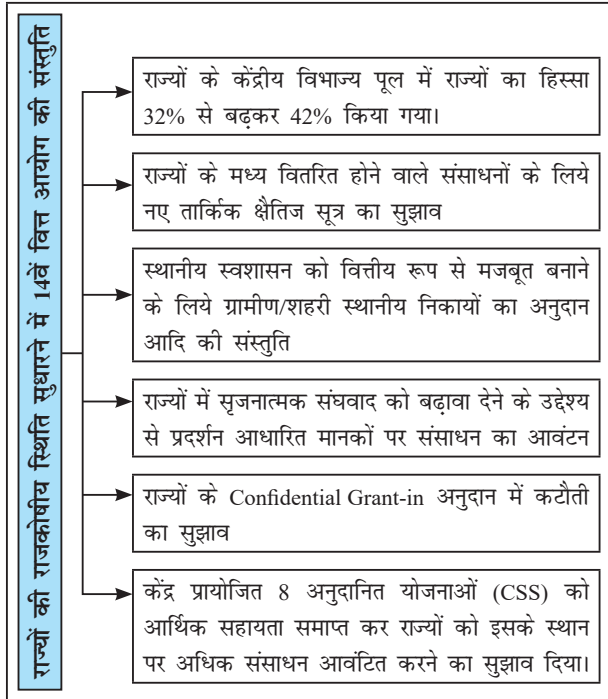 राज्यों की राजकोषीय स्थिति सुधारने में 14वें वित्त आयोग की संस्तुति
राज्यों के केंद्रीय विभाज्य पूल में राज्यों का हिस्सा
32% से बढ़कर 42% किया गया।
राज्यों के मध्य वितरित होने वाले संसाधनों के लिये
नए तार्किक क्षैतिज सूत्र का सुझाव
स्थानीय स्वशासन को वित्तीय रूप से मजबूत बनाने
के लिये ग्रामीण/शहरी स्थानीय निकायों का अनुदान
आदि की संस्तुति
राज्यों में सृजनात्मक संघवाद को बढ़ावा देने के उद्देश्य
से प्रदर्शन आधारित मानकों पर संसाधन का आवंटन
राज्यों के Confidential Grant-in अनुदान में कटौती
का सुझाव
केंद्र प्रायोजित 8 अनुदानित योजनाओं (CSS) को
आर्थिक सहायता समाप्त कर राज्यों को इसके स्थान
पर अधिक संसाधन आवंटित करने का सुझाव दिया।